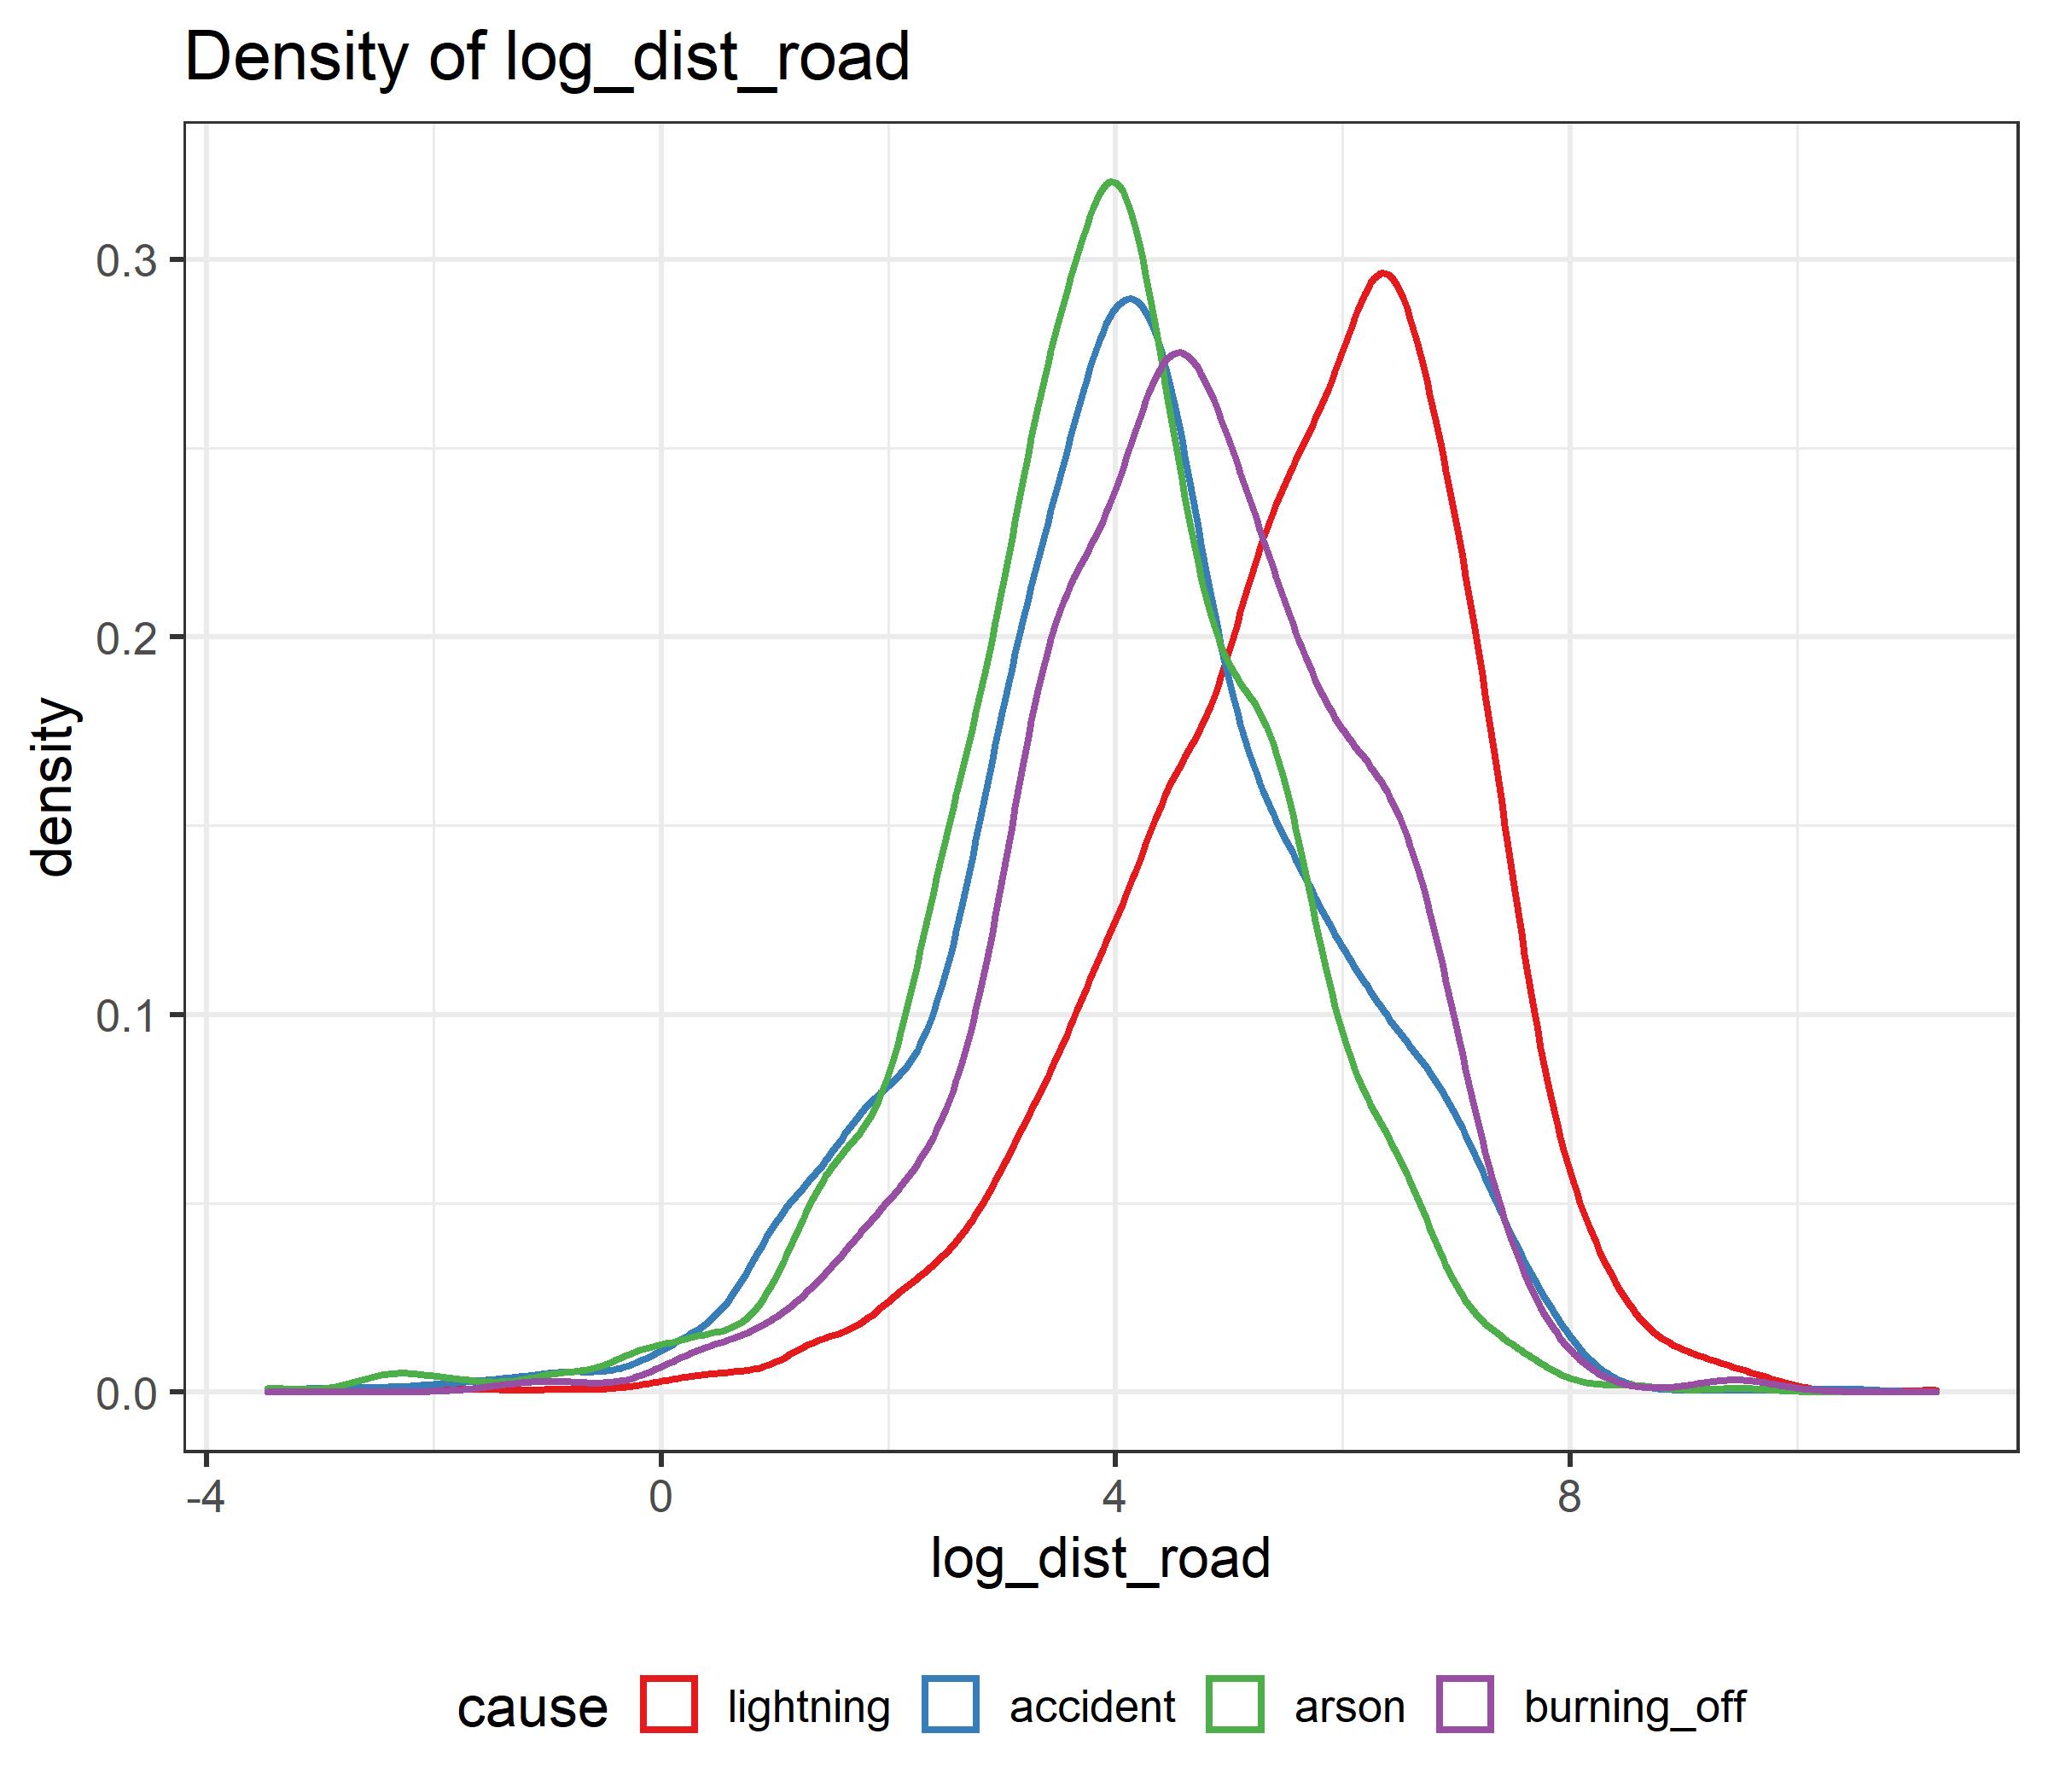 Density of log_dist_road
density
0.3
0.2
0.1
0.0
-4 0 4 8
log_dist_road
cause lightning accident arson burning_off